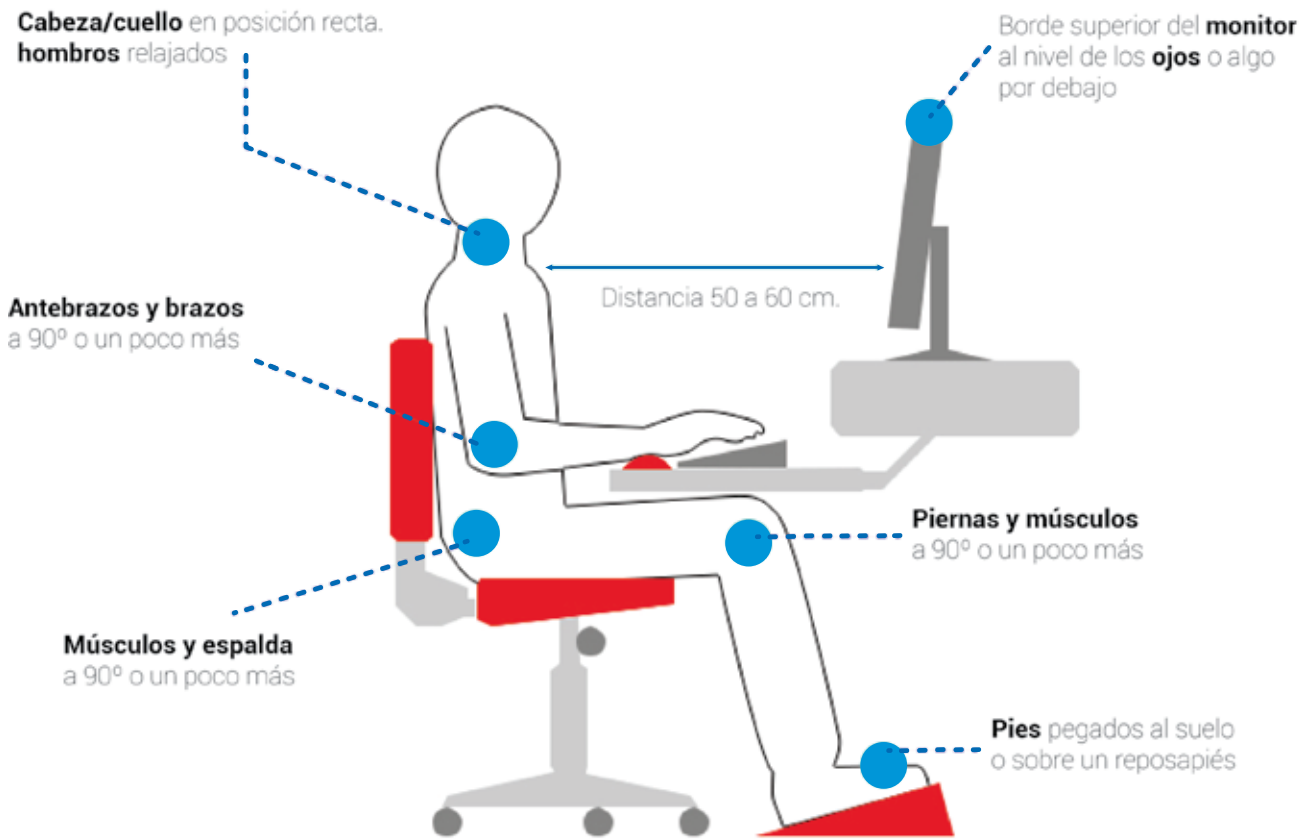 Cabeza/cuello en posición recta.
hombros relajados
Borde superior del monitor
al nivel de los ojos o algo
por debajo
Distancia 50 a 60 cm.
Antebrazos y brazos
a 90º o un poco más
Piernas y músculos
a 90º o un poco más
Músculos y espalda
a 90º o un poco más
Pies pegados al suelo
o sobre un reposapiés